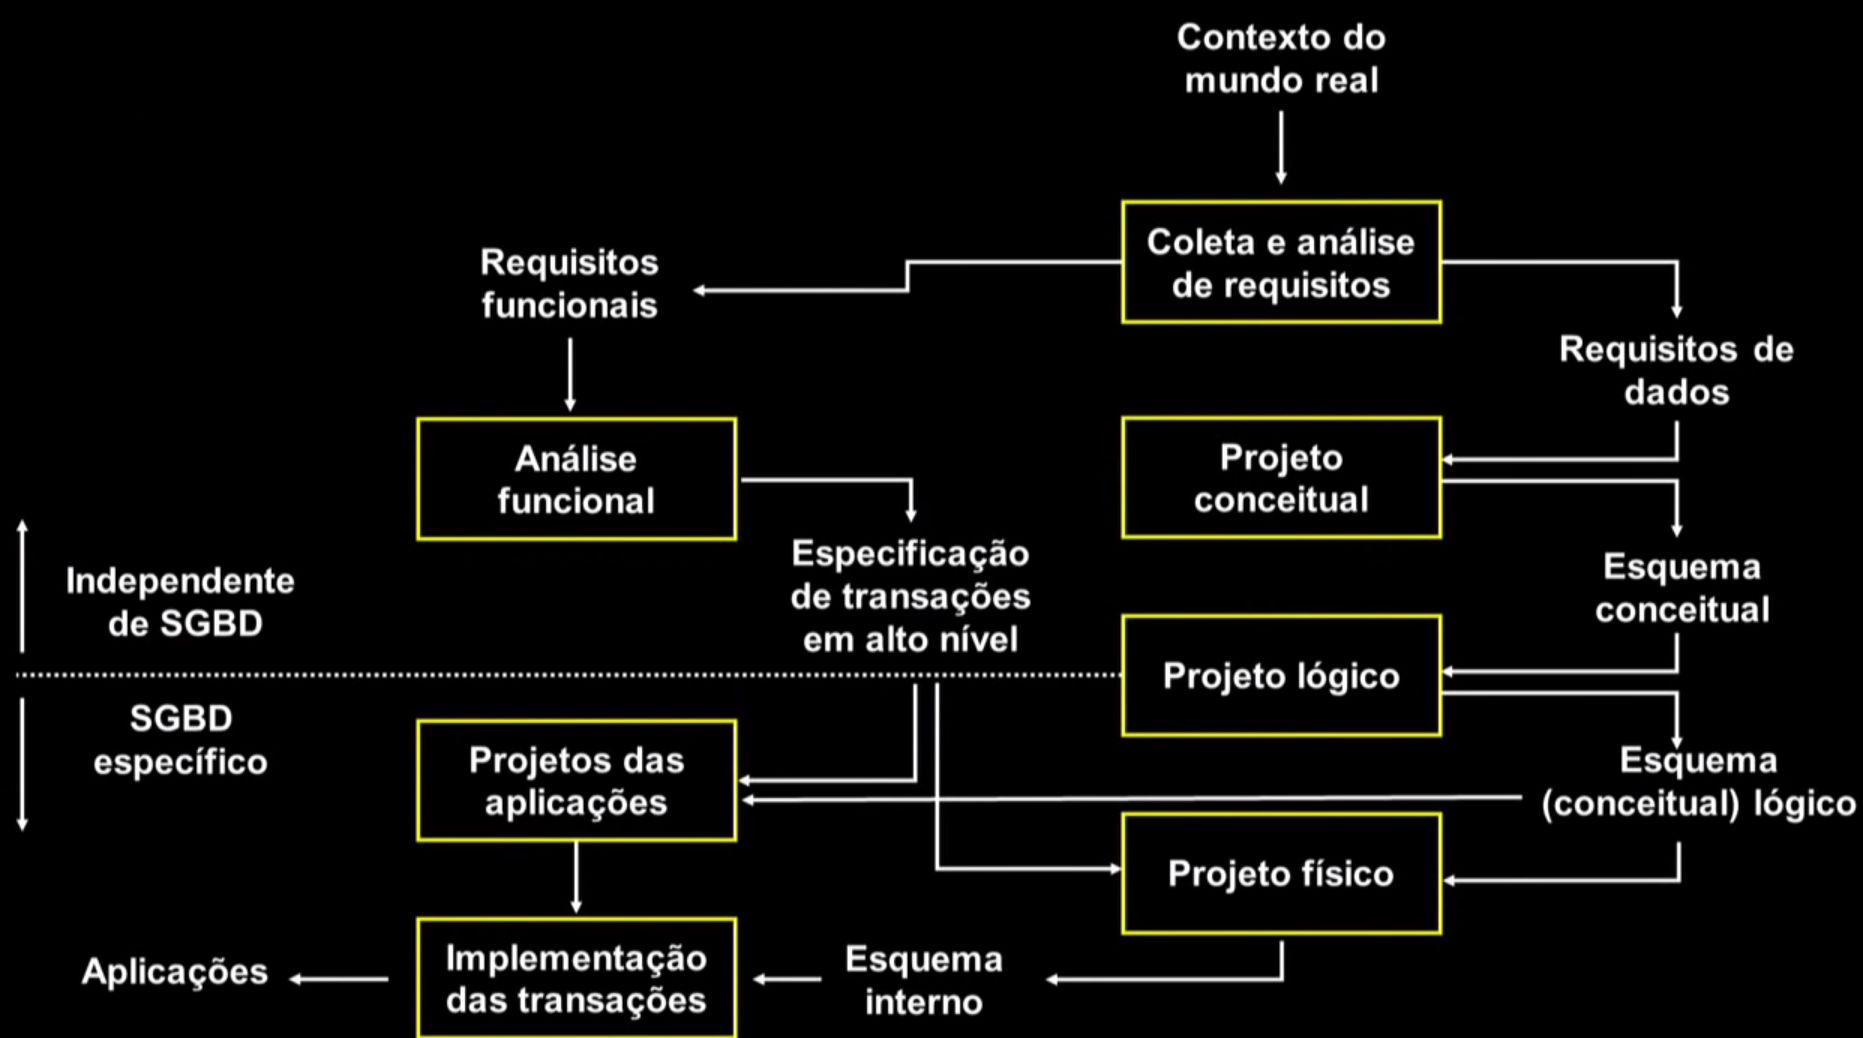 Contexto do
mundo real
Coleta e análise
de requisitos
Requisitos
funcionais
Requisitos de
dados
Análise
funcional
Projeto
conceitual
Especificação
de transações
em alto nível
Esquema
conceitual
Independente
de SGBD
Projeto lógico
SGBD
específico
Projetos das
aplicações
Esquema
(conceitual) lógico
Projeto físico
Aplicações
Implementação
das transações
Esquema
interno